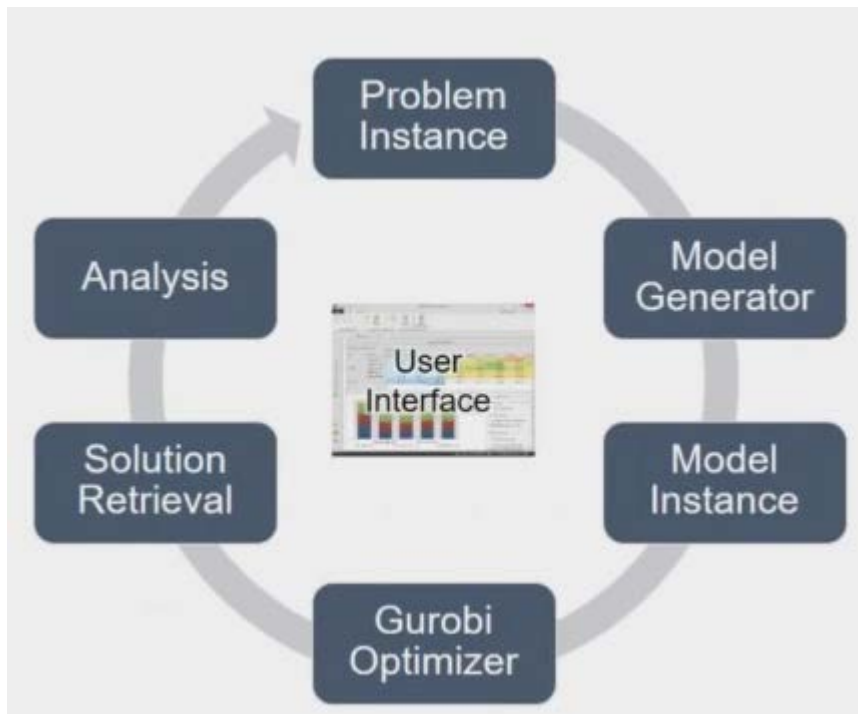 Problem
Instance
Model
Generator
Model
Instance
Gurobi
Optimizer
Solution
Retrieval
Analysis
User
Interface